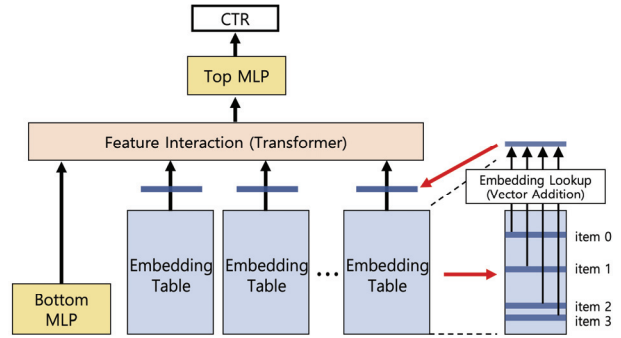 CTR
Top MLP
Feature Interaction (Transformer)
Embedding Lookup
(Vector Addition)
item 0
item 1
item 2
item 3
Embedding
Table
Embedding
Table
...
Embedding
Table
Bottom
MLP